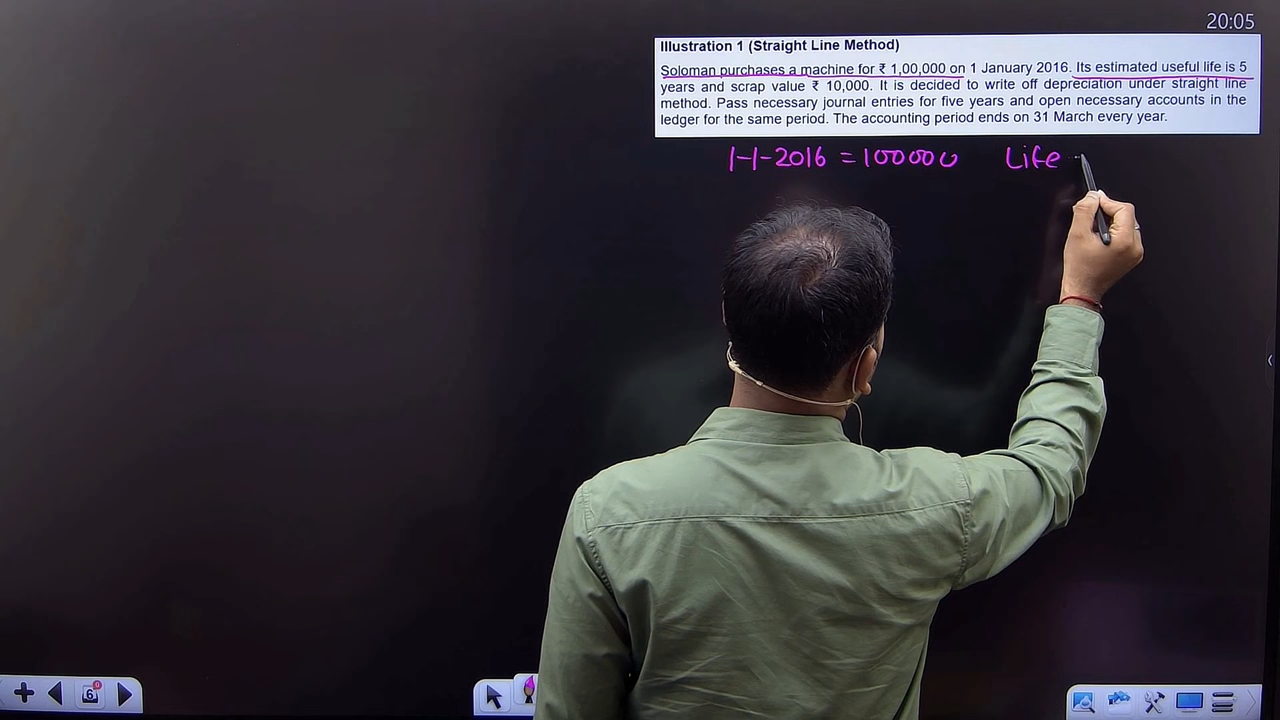 20:05
Illustration 1 (Straight Line Method)
Soloman purchases a machine for ₹ 1,00,000 on 1 January 2016. Its estimated useful life is 5
years and scrap value ₹ 10,000. It is decided to write off depreciation under straight line
method. Pass necessary journal entries for five years and open necessary accounts in the
ledger for the same period. The accounting period ends on 31 March every year.
1-1-2016 = 100000 Life
6